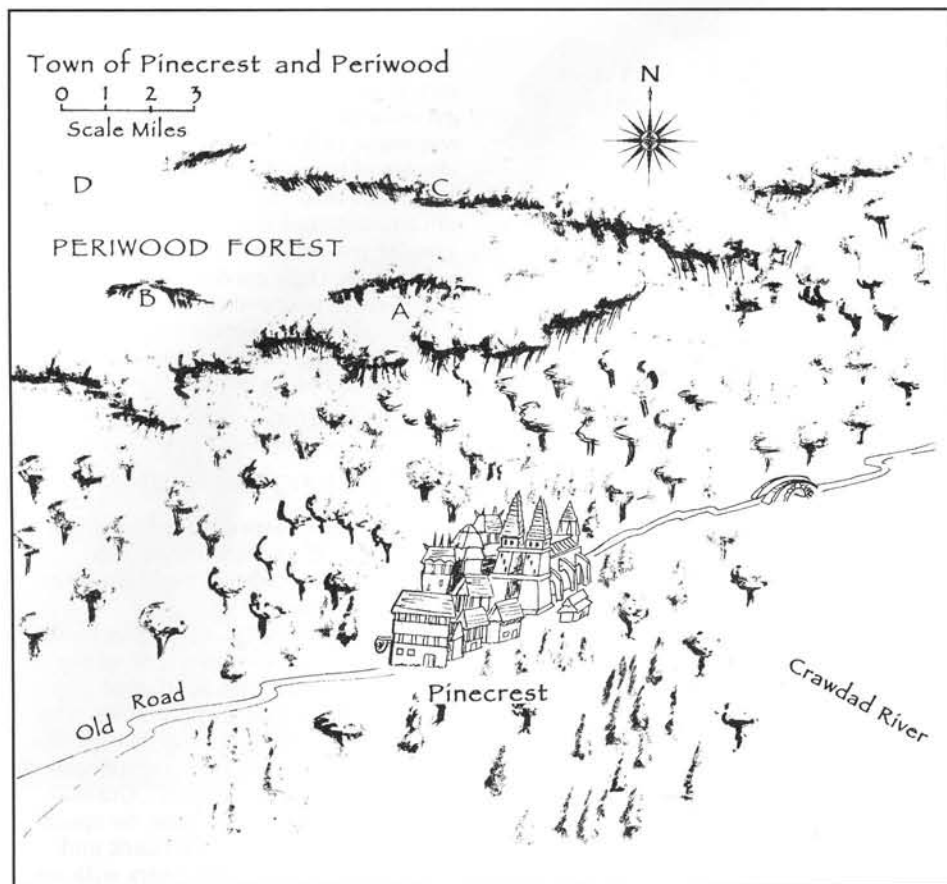 Town of Pinecrest and Periwood
0 1 2 3
Scale Miles
N
D
C
PERIWOOD FOREST
B
A
Old Road
Pinecrest
Crawdad River